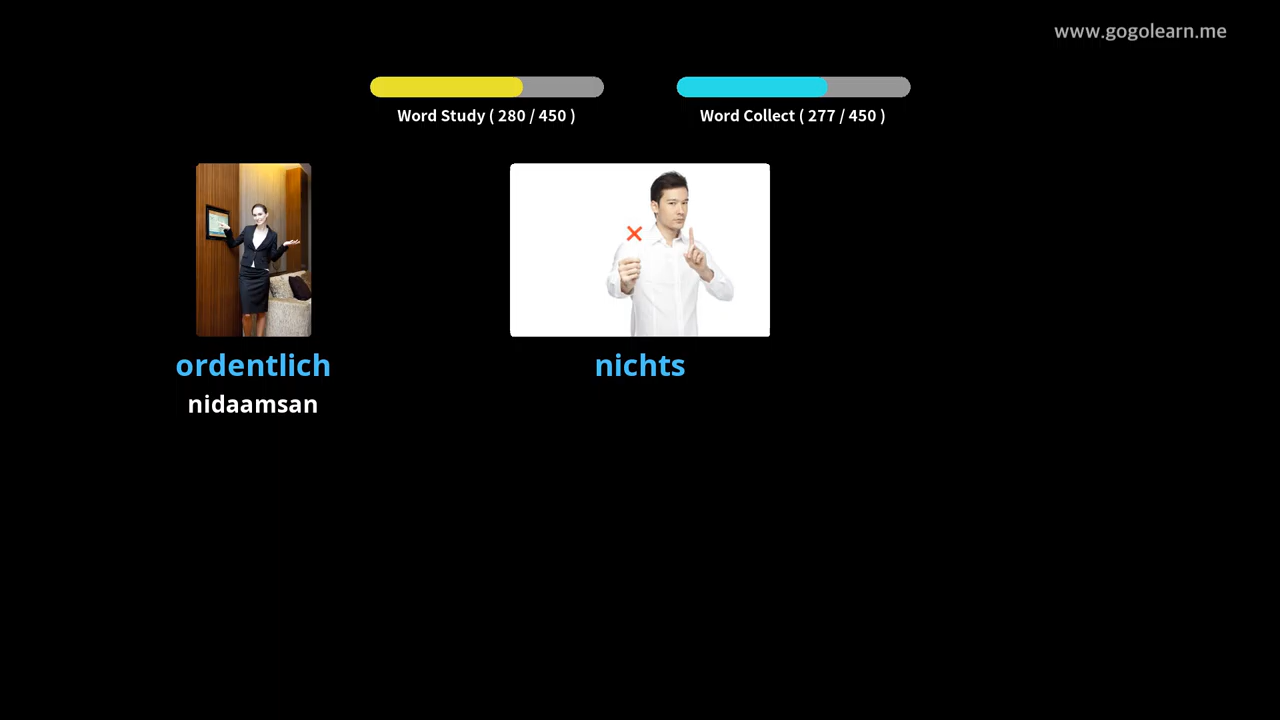 www.gogolearn.me
Word Study ( 280 / 450 )
Word Collect ( 277 / 450 )
ordentlich
nichts
nidaamsan